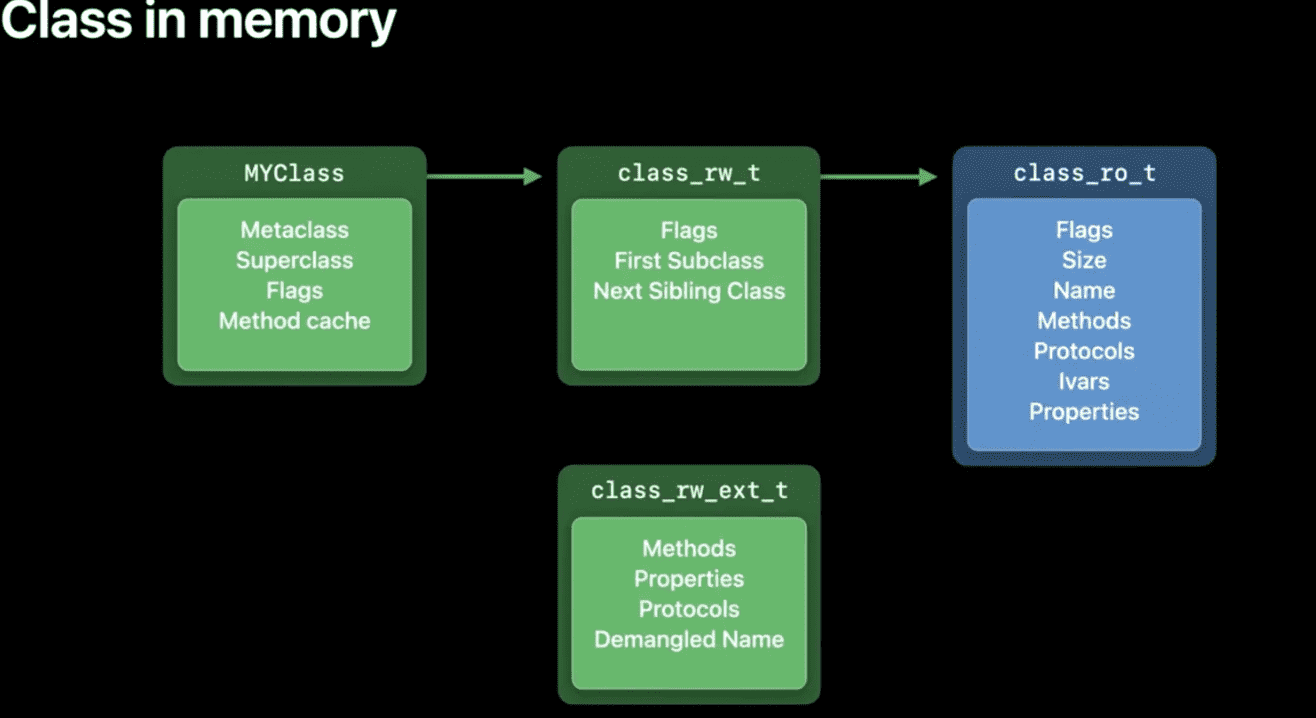 Class in memory
MYClass
Metaclass
Superclass
Flags
Method cache
class_rw_t
Flags
First Subclass
Next Sibling Class
class_ro_t
Flags
Size
Name
Methods
Protocols
Ivars
Properties
class_rw_ext_t
Methods
Properties
Protocols
Demangled Name